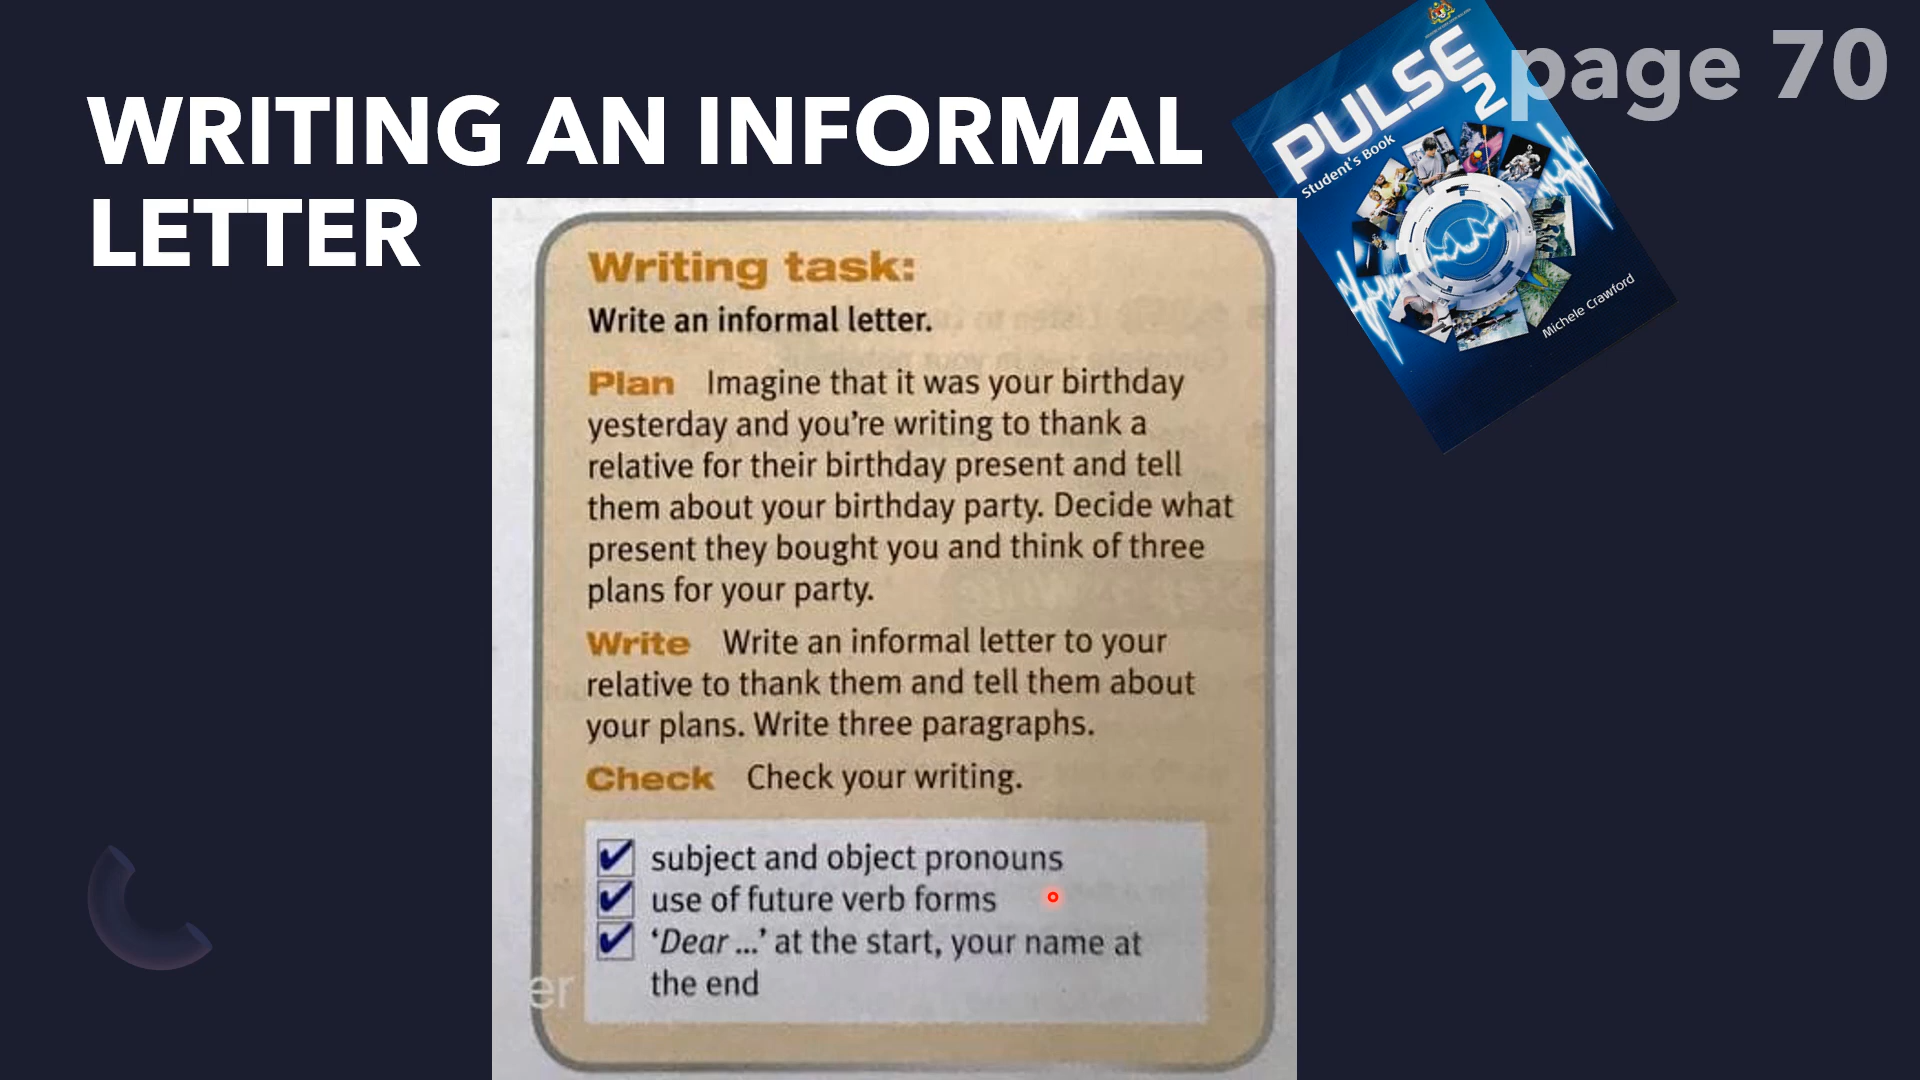 WRITING AN INFORMAL
LETTER
page 70
PULSE
2
Student's Book
Michele Crawford
Writing task:
Write an informal letter.
Plan Imagine that it was your birthday
yesterday and you're writing to thank a
relative for their birthday present and tell
them about your birthday party. Decide what
present they bought you and think of three
plans for your party.
Write Write an informal letter to your
relative to thank them and tell them about
your plans. Write three paragraphs.
Check Check your writing.
subject and object pronouns
use of future verb forms
'Dear ...' at the start, your name at
the end
er